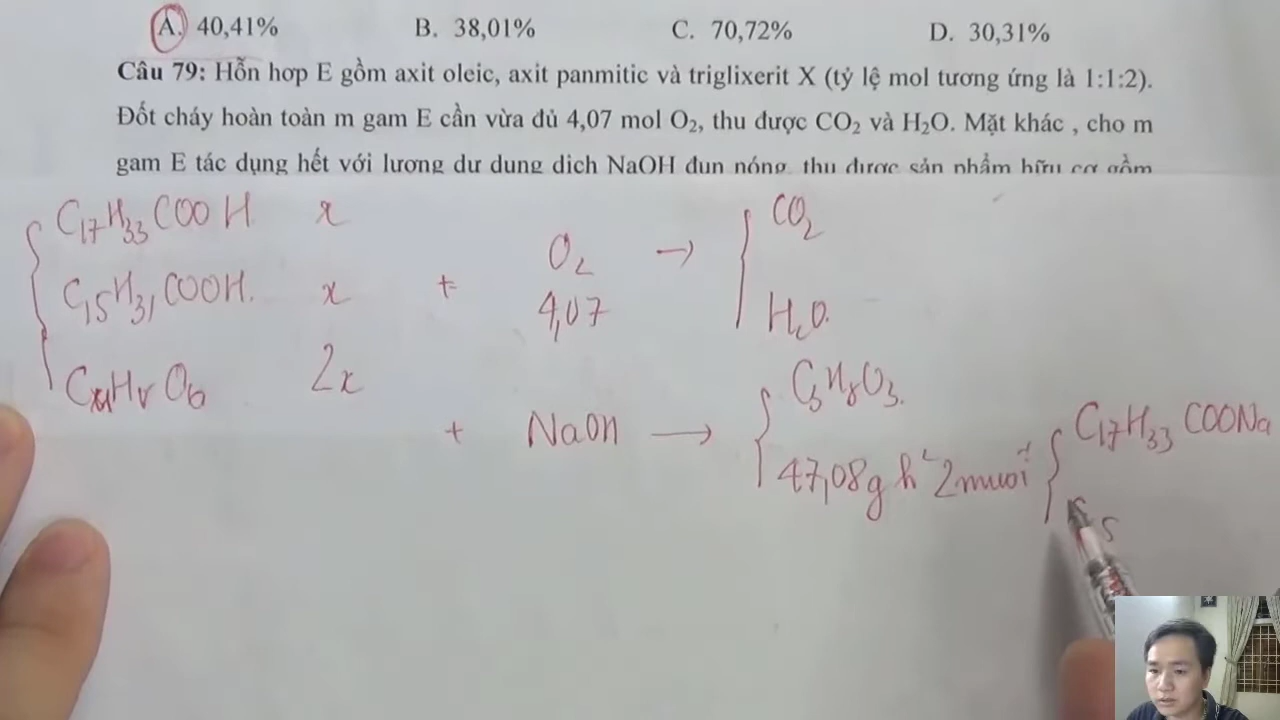 A. 40,41% B. 38,01% C. 70,72% D. 30,31%
Câu 79: Hỗn hợp E gồm axit oleic, axit panmitic và triglixerit X (tỷ lệ mol tương ứng là 1:1:2).
Đốt cháy hoàn toàn m gam E cần vừa đủ 4,07 mol O₂, thu được CO₂ và H₂O. Mặt khác , cho m
gam E tác dụng hết với lượng dư dung dịch NaOH đun nóng, thu được sản phẩm hữu cơ gồm
C₁₇H₃₃COOH x
C₁₅H₃₁COOH. x + O₂ → CO₂
4,07 H₂O.
CₓHᵧO₆ 2x
+ NaOH → C₃H₈O₃.
47,08g h² 2 muối C₁₇H₃₃COONa